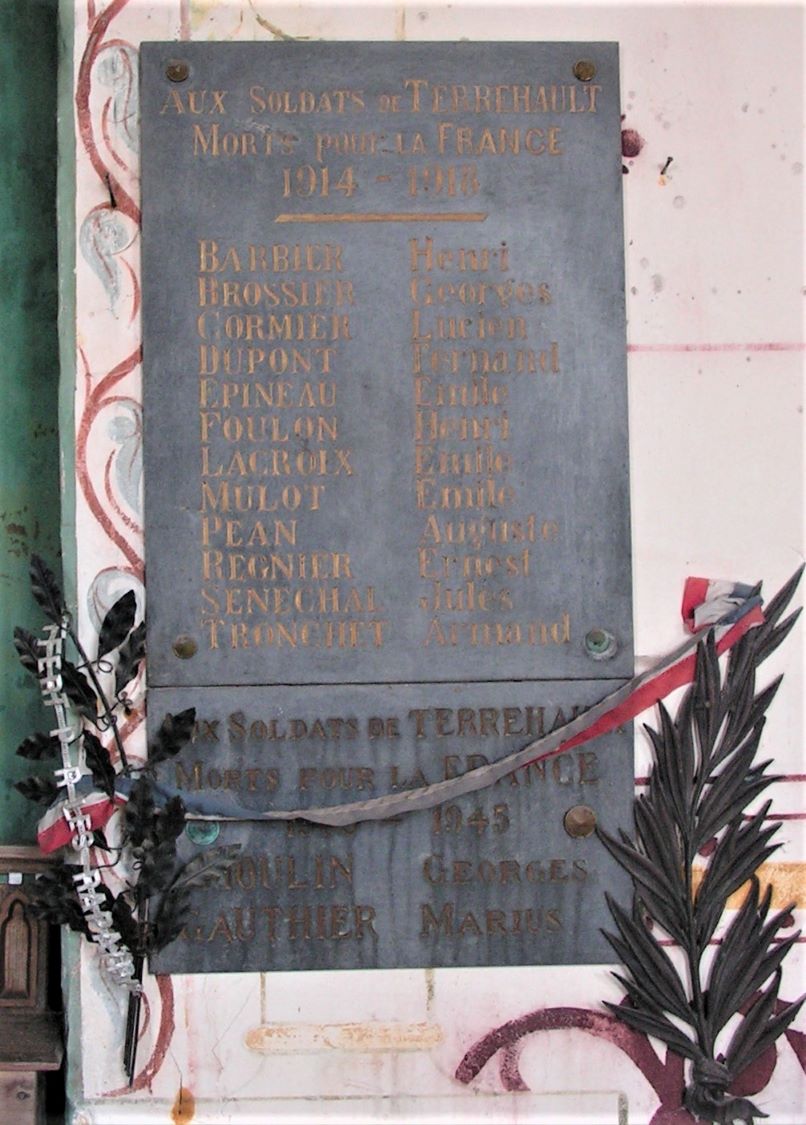 AUX SOLDATS DE TERREHAULT
MORTS POUR LA FRANCE
1914 - 1918
BARBIER Henri
BROSSIER Georges
CORMIER Lucien
DUPONT Fernand
EPINEAU Emile
FOULON Henri
LACROIX Emile
MULOT Emile
PEAN Auguste
REGNIER Ernest
SENECHAL Jules
TRONCHET Armand
AUX SOLDATS DE TERREHAULT
MORTS POUR LA FRANCE
- 1945
GEORGES
GAUTHIER MARIUS